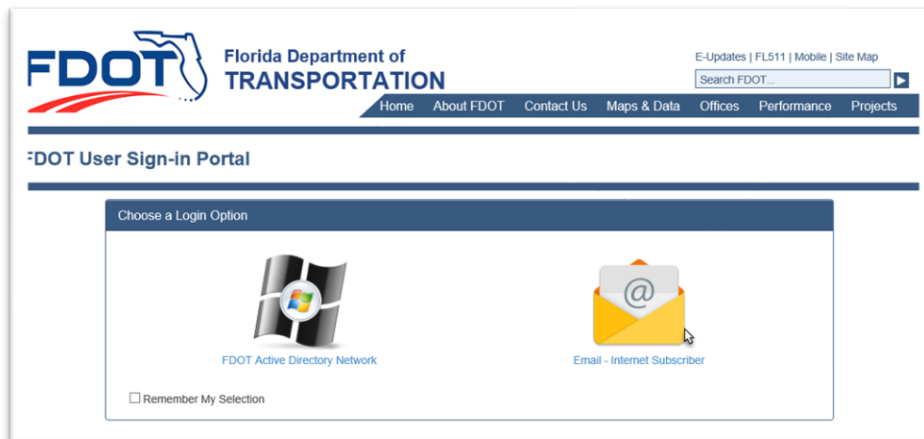 FDOT
Florida Department of
TRANSPORTATION
E-Updates | FL511 | Mobile | Site Map
Search FDOT...
Home About FDOT Contact Us Maps & Data Offices Performance Projects
FDOT User Sign-in Portal
Choose a Login Option
@
FDOT Active Directory Network
Email - Internet Subscriber
Remember My Selection